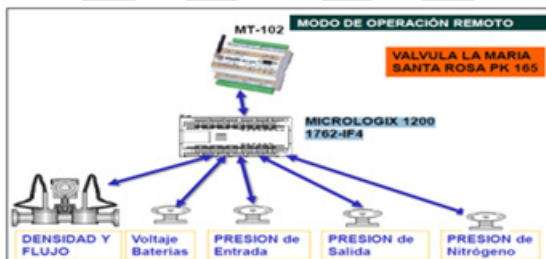 MODO DE OPERACIÓN REMOTO
MT-102
VALVULA LA MARIA
SANTA ROSA PK 165
MICROLOGIX 1200
1762-IF4
DENSIDAD Y
FLUJO
Voltaje
Baterías
PRESION de
Entrada
PRESION de
Salida
PRESION de
Nitrógeno